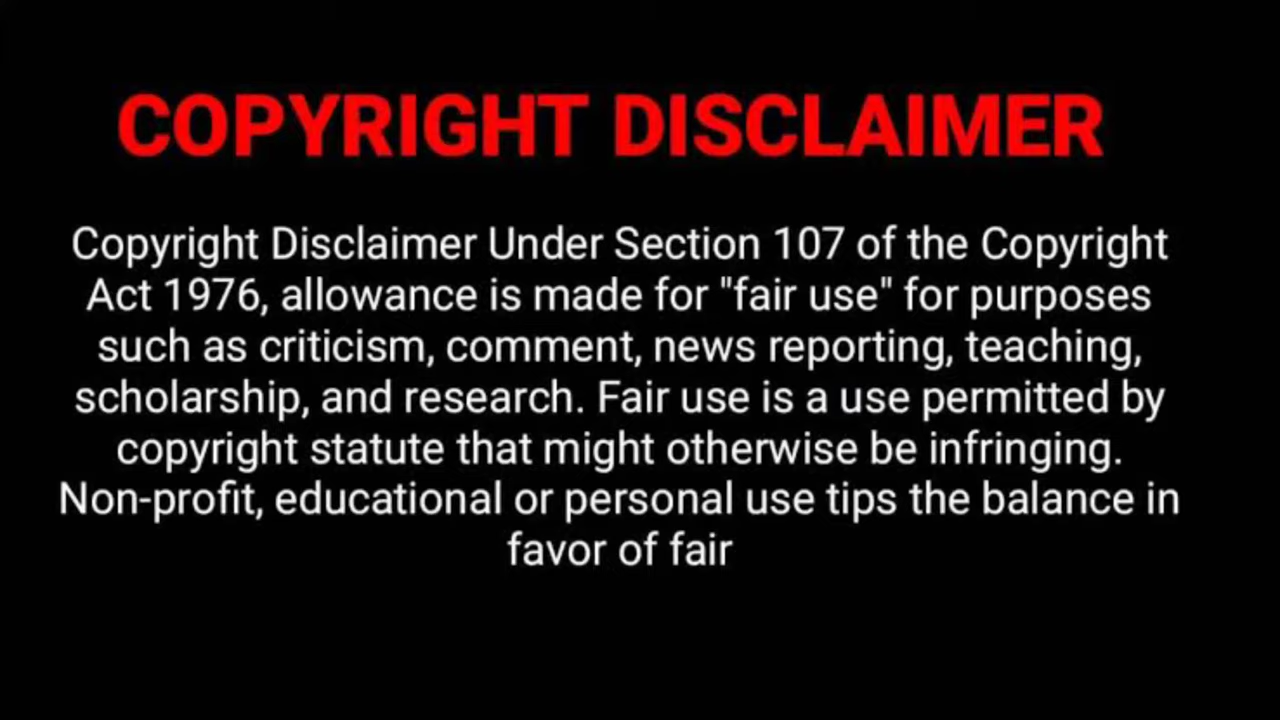 COPYRIGHT DISCLAIMER
Copyright Disclaimer Under Section 107 of the Copyright
Act 1976, allowance is made for "fair use" for purposes
such as criticism, comment, news reporting, teaching,
scholarship, and research. Fair use is a use permitted by
copyright statute that might otherwise be infringing.
Non-profit, educational or personal use tips the balance in
favor of fair